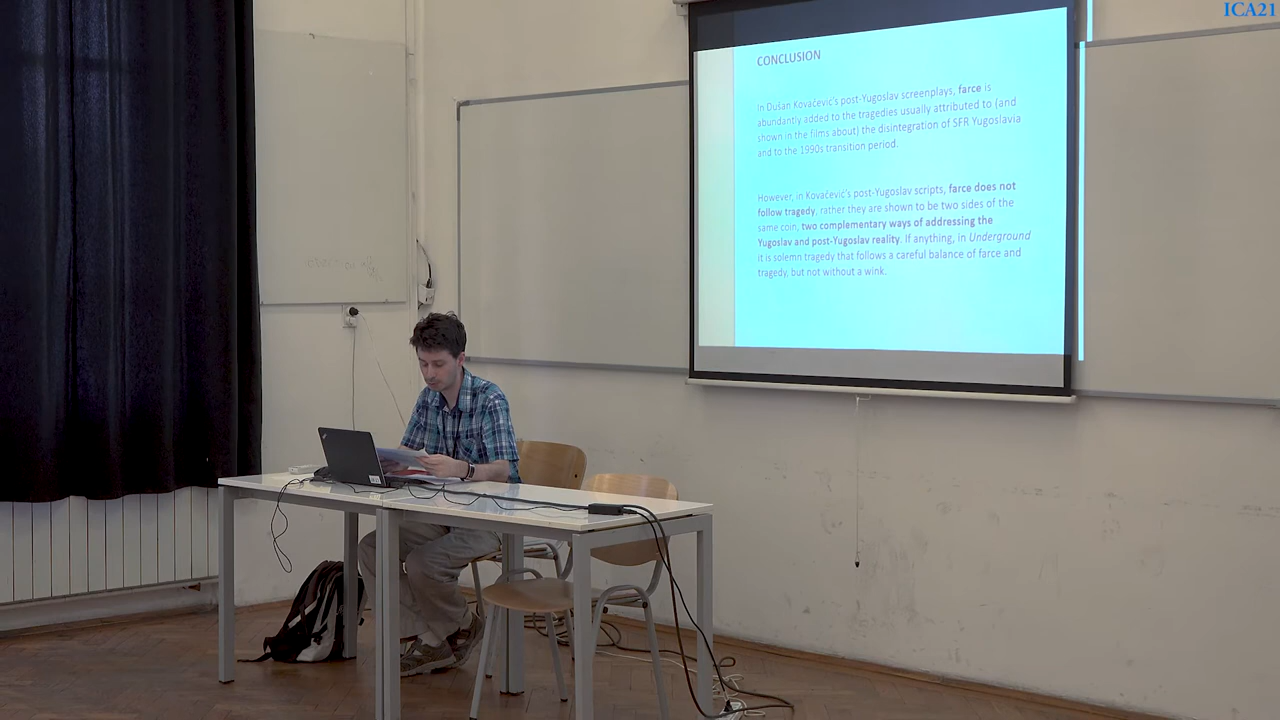 ICA21
CONCLUSION
In Dušan Kovačević's post-Yugoslav screenplays, farce is
abundantly added to the tragedies usually attributed to (and
shown in the films about) the disintegration of SFR Yugoslavia
and to the 1990s transition period.
However, in Kovačević's post-Yugoslav scripts, farce does not
follow tragedy, rather they are shown to be two sides of the
same coin, two complementary ways of addressing the
Yugoslav and post-Yugoslav reality. If anything, in Underground
it is solemn tragedy that follows a careful balance of farce and
tragedy, but not without a wink.